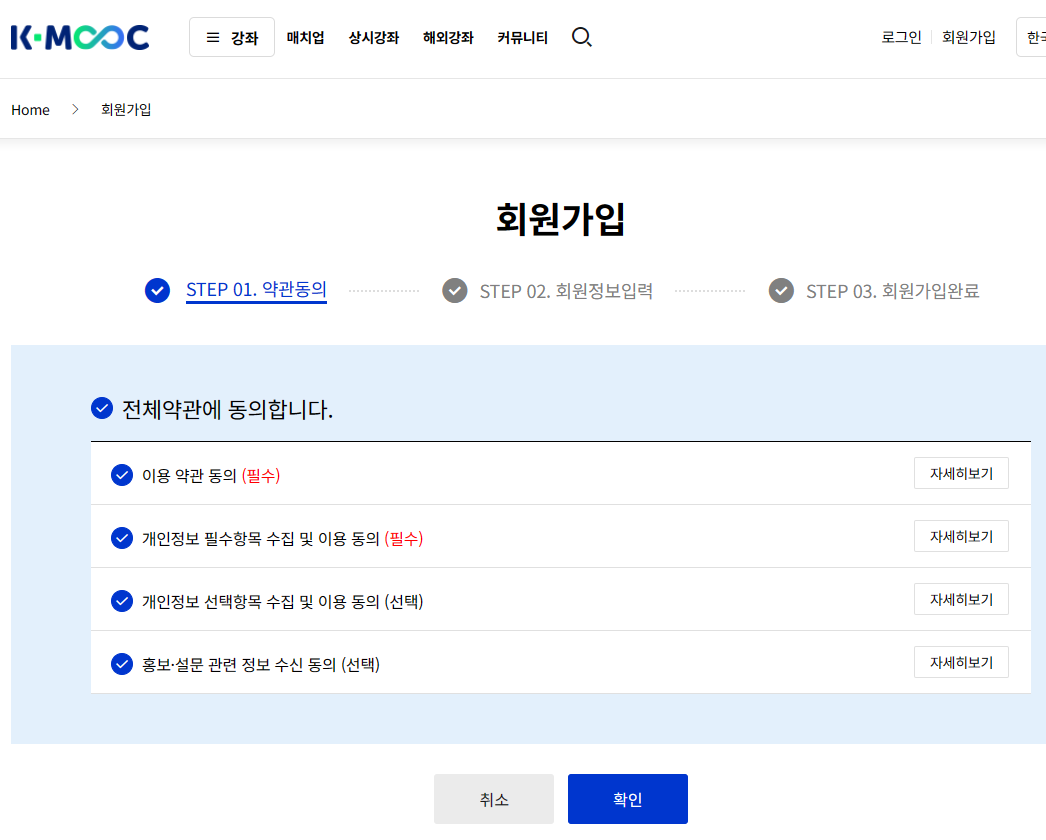 K-MOOC
강좌 매치업 상시강좌 해외강좌 커뮤니티 로그인 회원가입 한국
Home 회원가입
회원가입
STEP 01. 약관동의 STEP 02. 회원정보입력 STEP 03. 회원가입완료
전체약관에 동의합니다.
이용 약관 동의 (필수) 자세히보기
개인정보 필수항목 수집 및 이용 동의 (필수) 자세히보기
개인정보 선택항목 수집 및 이용 동의 (선택) 자세히보기
홍보·설문 관련 정보 수신 동의 (선택) 자세히보기
취소 확인